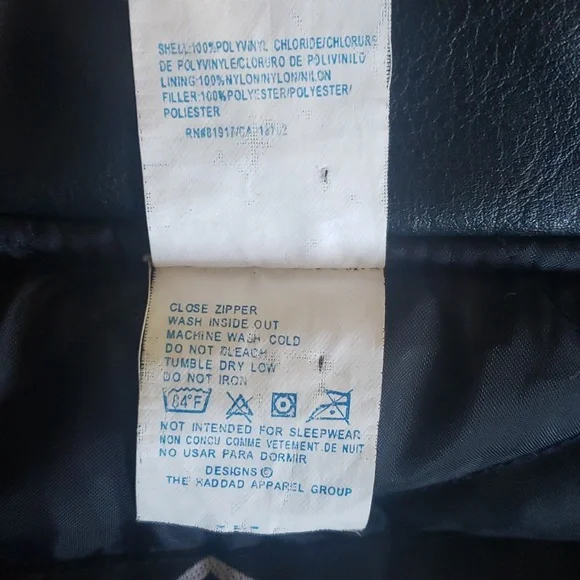 SHELL:100%POLYVINYL CHLORIDE/CHLORURE
DE POLYVINYLE/CLORURO DE POLIVINILO
LINING:100%NYLON/NYLON/NILON
FILLER:100%POLYESTER/POLYESTER/
POLIESTER
CLOSE ZIPPER
WASH INSIDE OUT
MACHINE WASH COLD
DO NOT BLEACH
TUMBLE DRY LOW
DO NOT IRON
84°F
NOT INTENDED FOR SLEEPWEAR
NON CONCU COMME VETEMENT DE NUIT
NO USAR PARA DORMIR
DESIGNS ©
THE HADDAD APPAREL GROUP